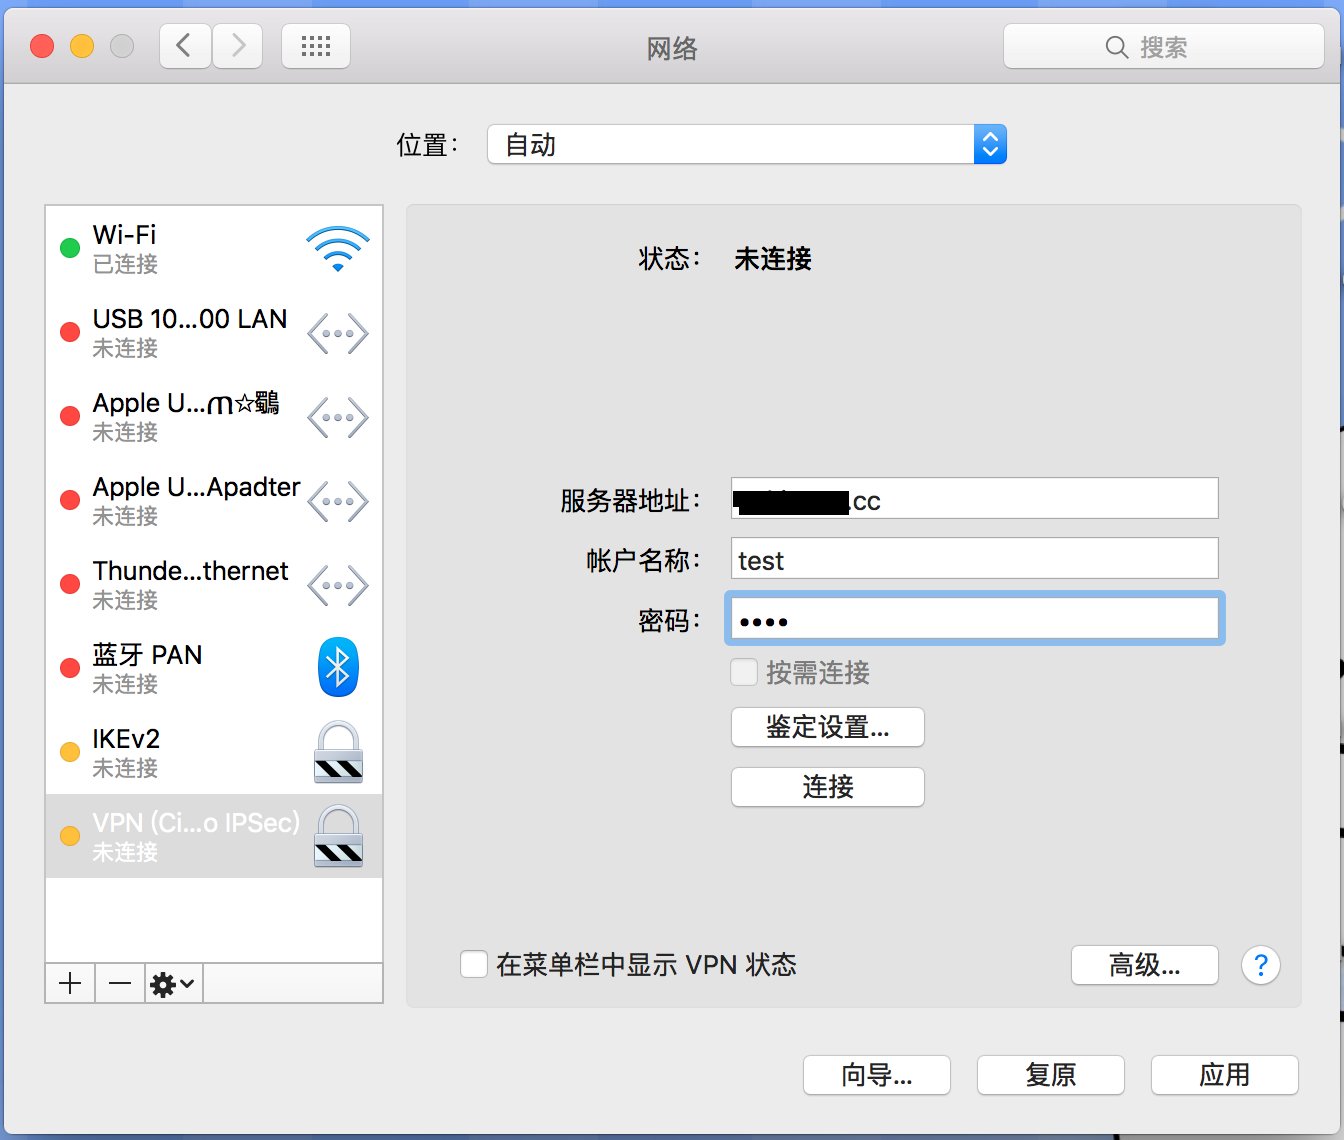 网络
搜索
位置：
自动
Wi-Fi
已连接
USB 10...00 LAN
未连接
Apple U...ო☆鸜
未连接
Apple U...Apadter
未连接
Thunde...thernet
未连接
蓝牙 PAN
未连接
IKEv2
未连接
VPN (Ci...o IPSec)
未连接
状态： 未连接
服务器地址： .cc
帐户名称： test
密码： ••••
按需连接
鉴定设置...
连接
在菜单栏中显示 VPN 状态
高级...
?
向导...
复原
应用